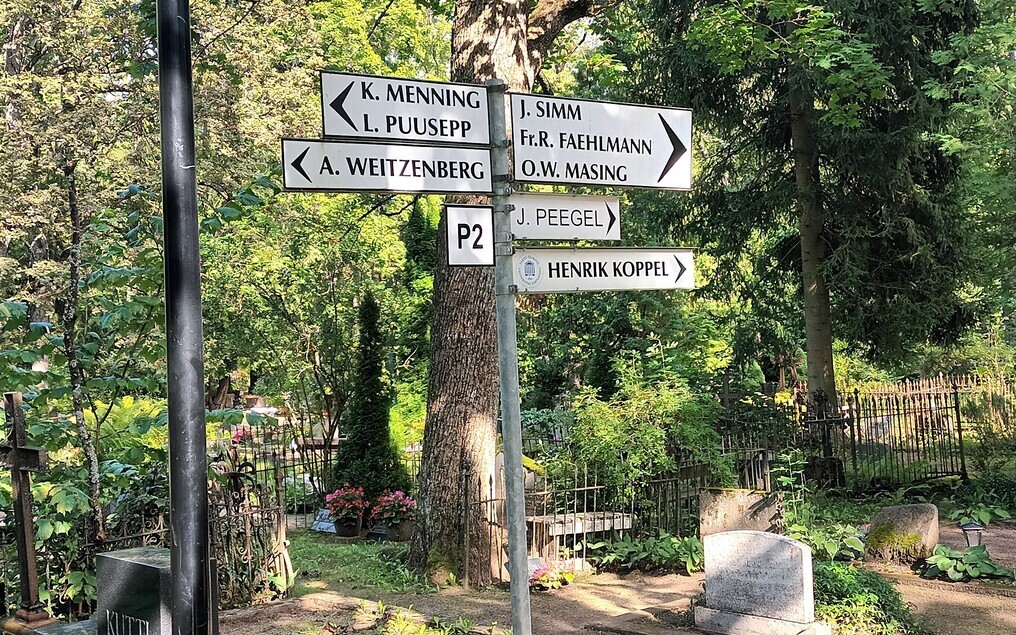 K. MENNING
L. PUUSEPP
A. WEITZENBERG
P2
J. SIMM
Fr.R. FAEHLMANN
O.W. MASING
J. PEEGEL
HENRIK KOPPEL